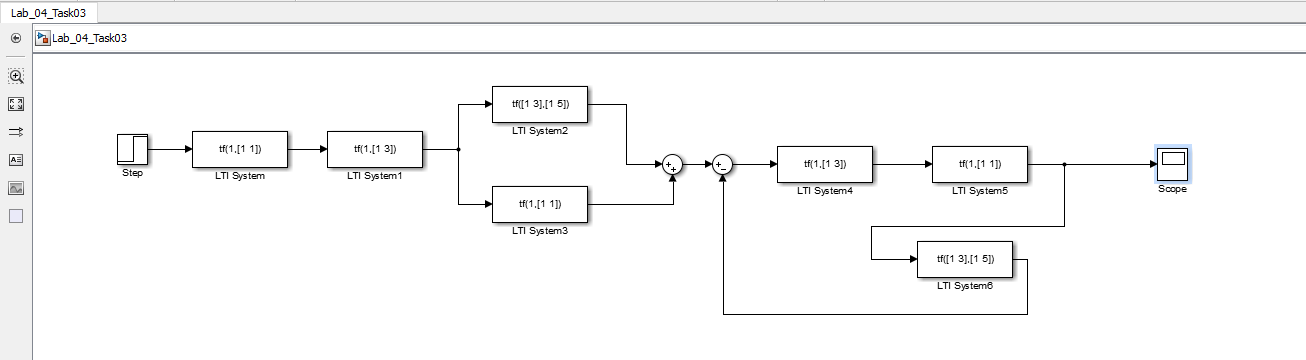 Lab_04_Task03
Lab_04_Task03
Step
tf(1,[1 1])
LTI System
tf(1,[1 3])
LTI System1
tf([1 3],[1 5])
LTI System2
tf(1,[1 1])
LTI System3
tf(1,[1 3])
LTI System4
tf(1,[1 1])
LTI System5
Scope
tf([1 3],[1 5])
LTI System6